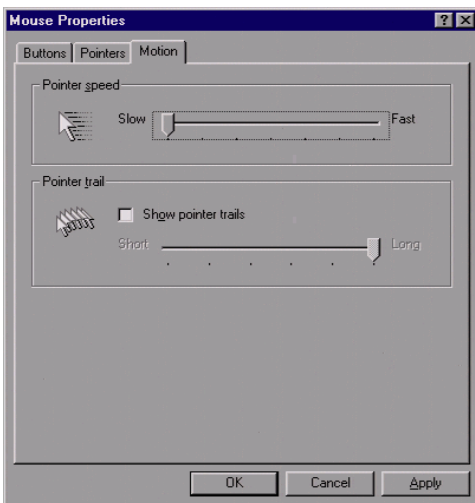 Mouse Properties
Buttons Pointers Motion
Pointer speed
Slow Fast
Pointer trail
Show pointer trails
Short Long
OK Cancel Apply